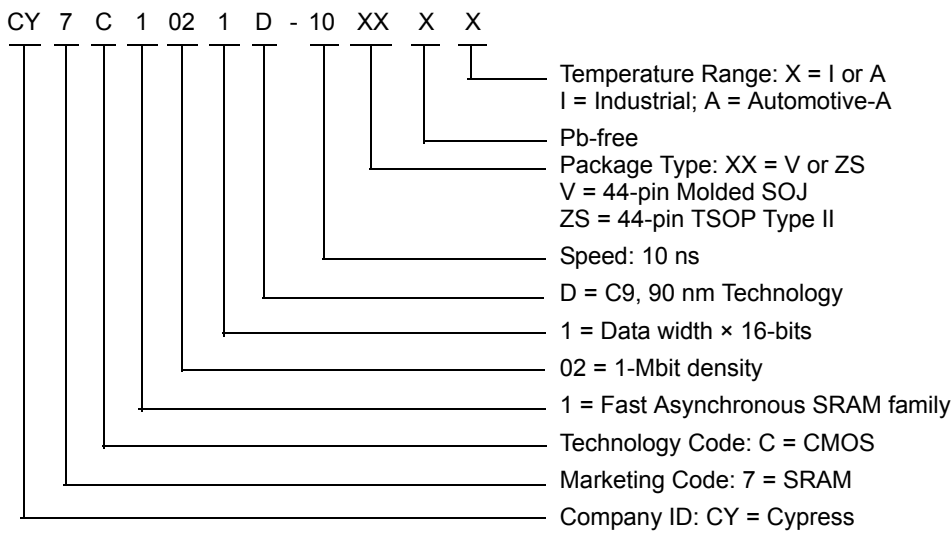 CY 7 C 1 02 1 D - 10 XX X X
Temperature Range: X = I or A
I = Industrial; A = Automotive-A
Pb-free
Package Type: XX = V or ZS
V = 44-pin Molded SOJ
ZS = 44-pin TSOP Type II
Speed: 10 ns
D = C9, 90 nm Technology
1 = Data width × 16-bits
02 = 1-Mbit density
1 = Fast Asynchronous SRAM family
Technology Code: C = CMOS
Marketing Code: 7 = SRAM
Company ID: CY = Cypress